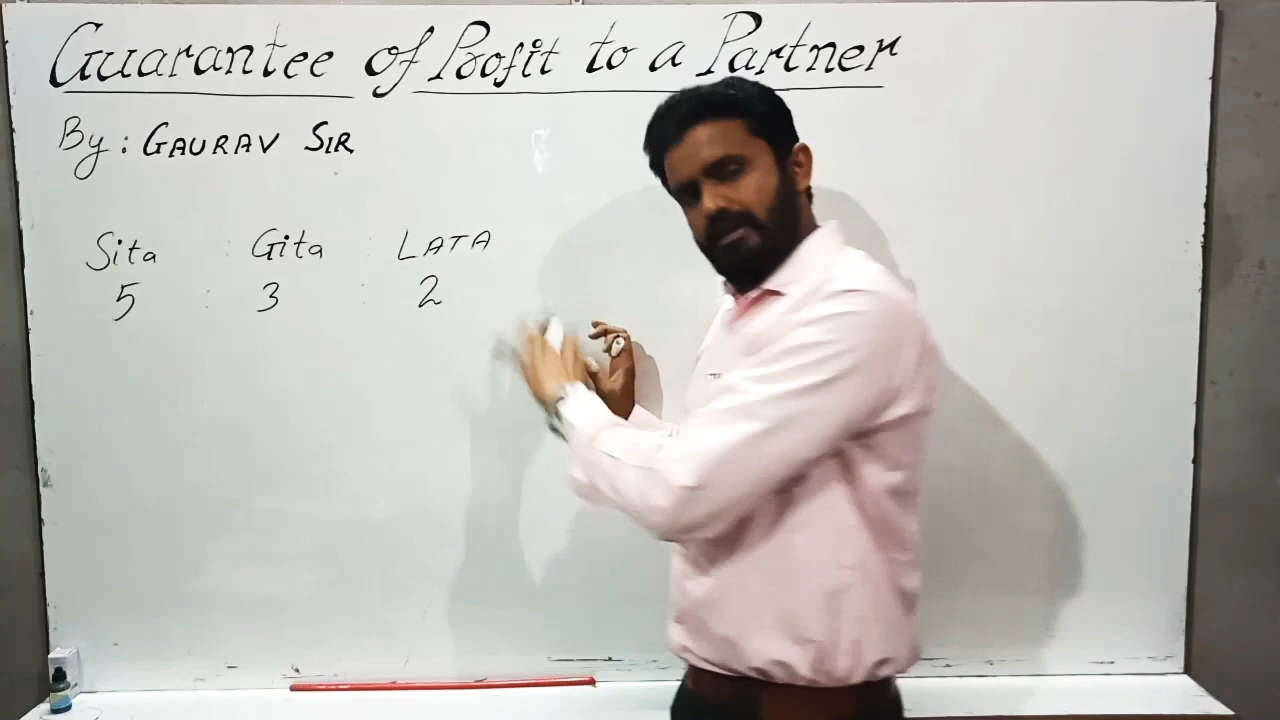 Guarantee of Profit to a Partner
By : GAURAV SIR
Sita : Gita : LATA
5 : 3 : 2